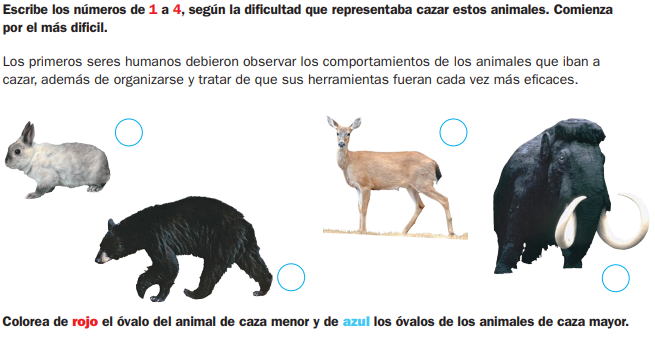 Escribe los números de 1 a 4, según la dificultad que representaba cazar estos animales. Comienza
por el más dificil.
Los primeros seres humanos debieron observar los comportamientos de los animales que iban a
cazar, además de organizarse y tratar de que sus herramientas fueran cada vez más eficaces.
Colorea de rojo el óvalo del animal de caza menor y de azul los óvalos de los animales de caza mayor.